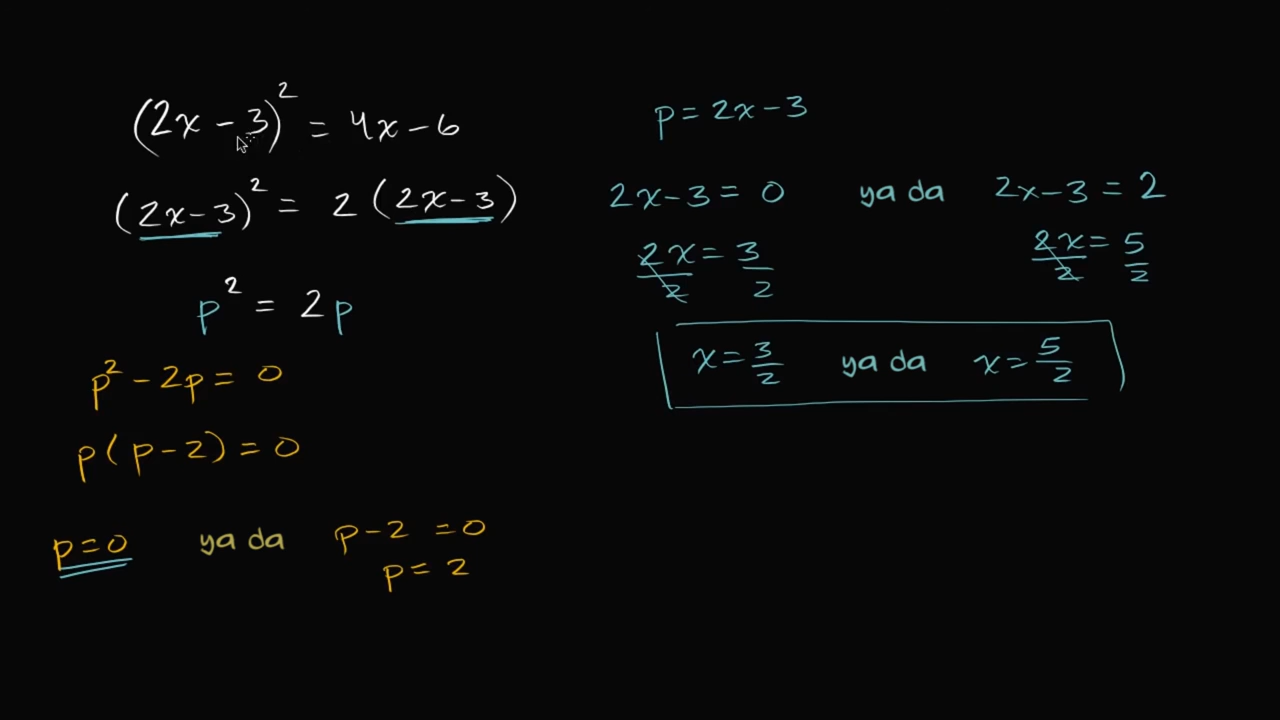 (2x - 3)² = 4x - 6
(2x - 3)² = 2 (2x - 3)
p² = 2p
p² - 2p = 0
p(p - 2) = 0
p = 0 ya da p - 2 = 0
p = 2
p = 2x - 3
2x - 3 = 0 ya da 2x - 3 = 2
2x/2 = 3/2 2x/2 = 5/2
x = 3/2 ya da x = 5/2